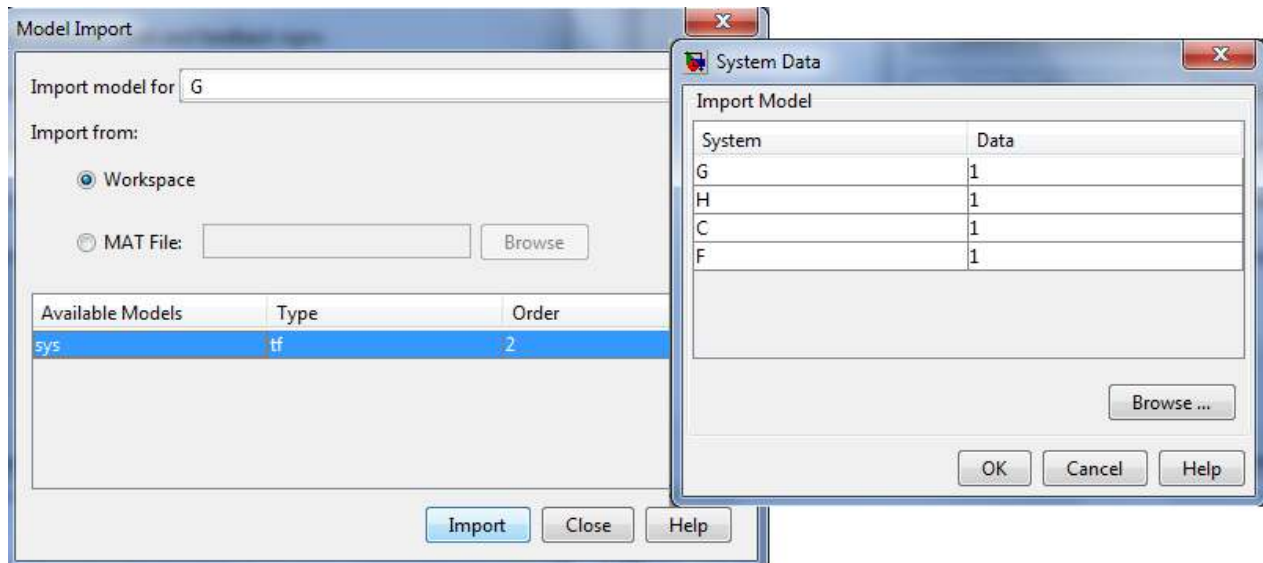 Model Import
Import model for G
Import from:
Workspace
MAT File:
Browse
Available Models Type Order
sys tf 2
Import Close Help
System Data
Import Model
System Data
G 1
H 1
C 1
F 1
Browse ...
OK Cancel Help